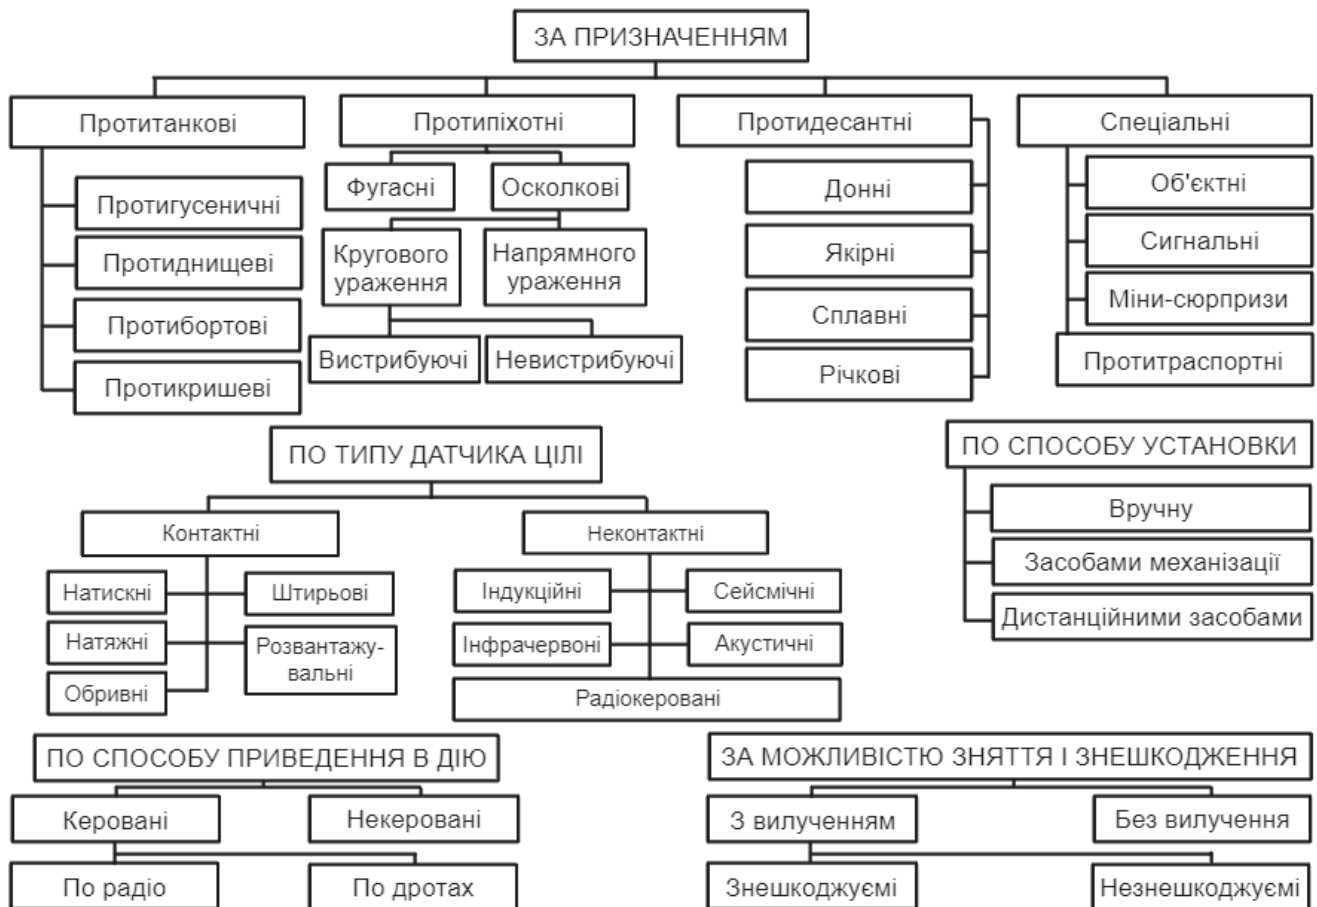 ЗА ПРИЗНАЧЕННЯМ
Протитанкові
Протипіхотні
Протидесантні
Спеціальні
Протигусеничні
Протиднищеві
Протибортові
Протикришеві
Фугасні
Осколкові
Кругового
ураження
Напрямного
ураження
Вистрибуючі
Невистрибуючі
Донні
Якірні
Сплавні
Річкові
Об'єктні
Сигнальні
Міни-сюрпризи
Протитраспортні
ПО ТИПУ ДАТЧИКА ЦІЛІ
Контактні
Неконтактні
Натискні
Натяжні
Обривні
Штирьові
Розвантажу-
вальні
Індукційні
Інфрачервоні
Сейсмічні
Акустичні
Радіокеровані
ПО СПОСОБУ УСТАНОВКИ
Вручну
Засобами механізації
Дистанційними засобами
ПО СПОСОБУ ПРИВЕДЕННЯ В ДІЮ
Керовані
Некеровані
По радіо
По дротах
ЗА МОЖЛИВІСТЮ ЗНЯТТЯ І ЗНЕШКОДЖЕННЯ
З вилученням
Без вилучення
Знешкоджуємі
Незнешкоджуємі